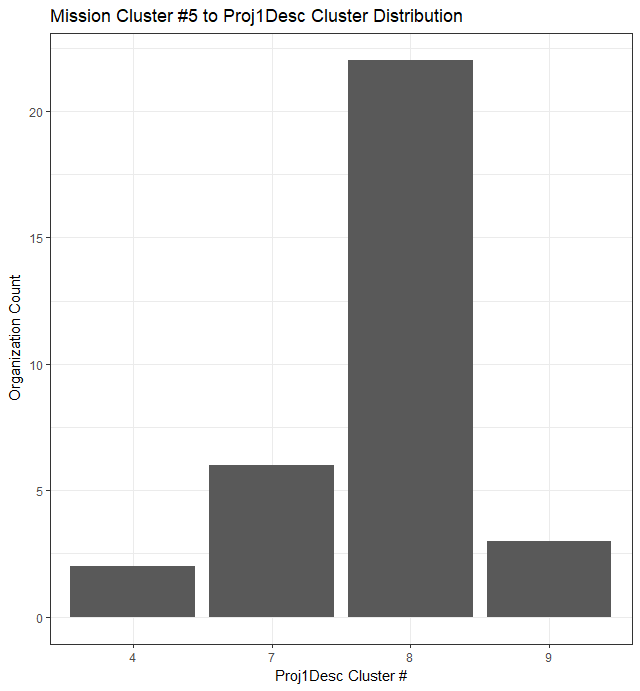 Mission Cluster #5 to Proj1Desc Cluster Distribution
20
15
10
5
0
Organization Count
4 7 8 9
Proj1Desc Cluster #